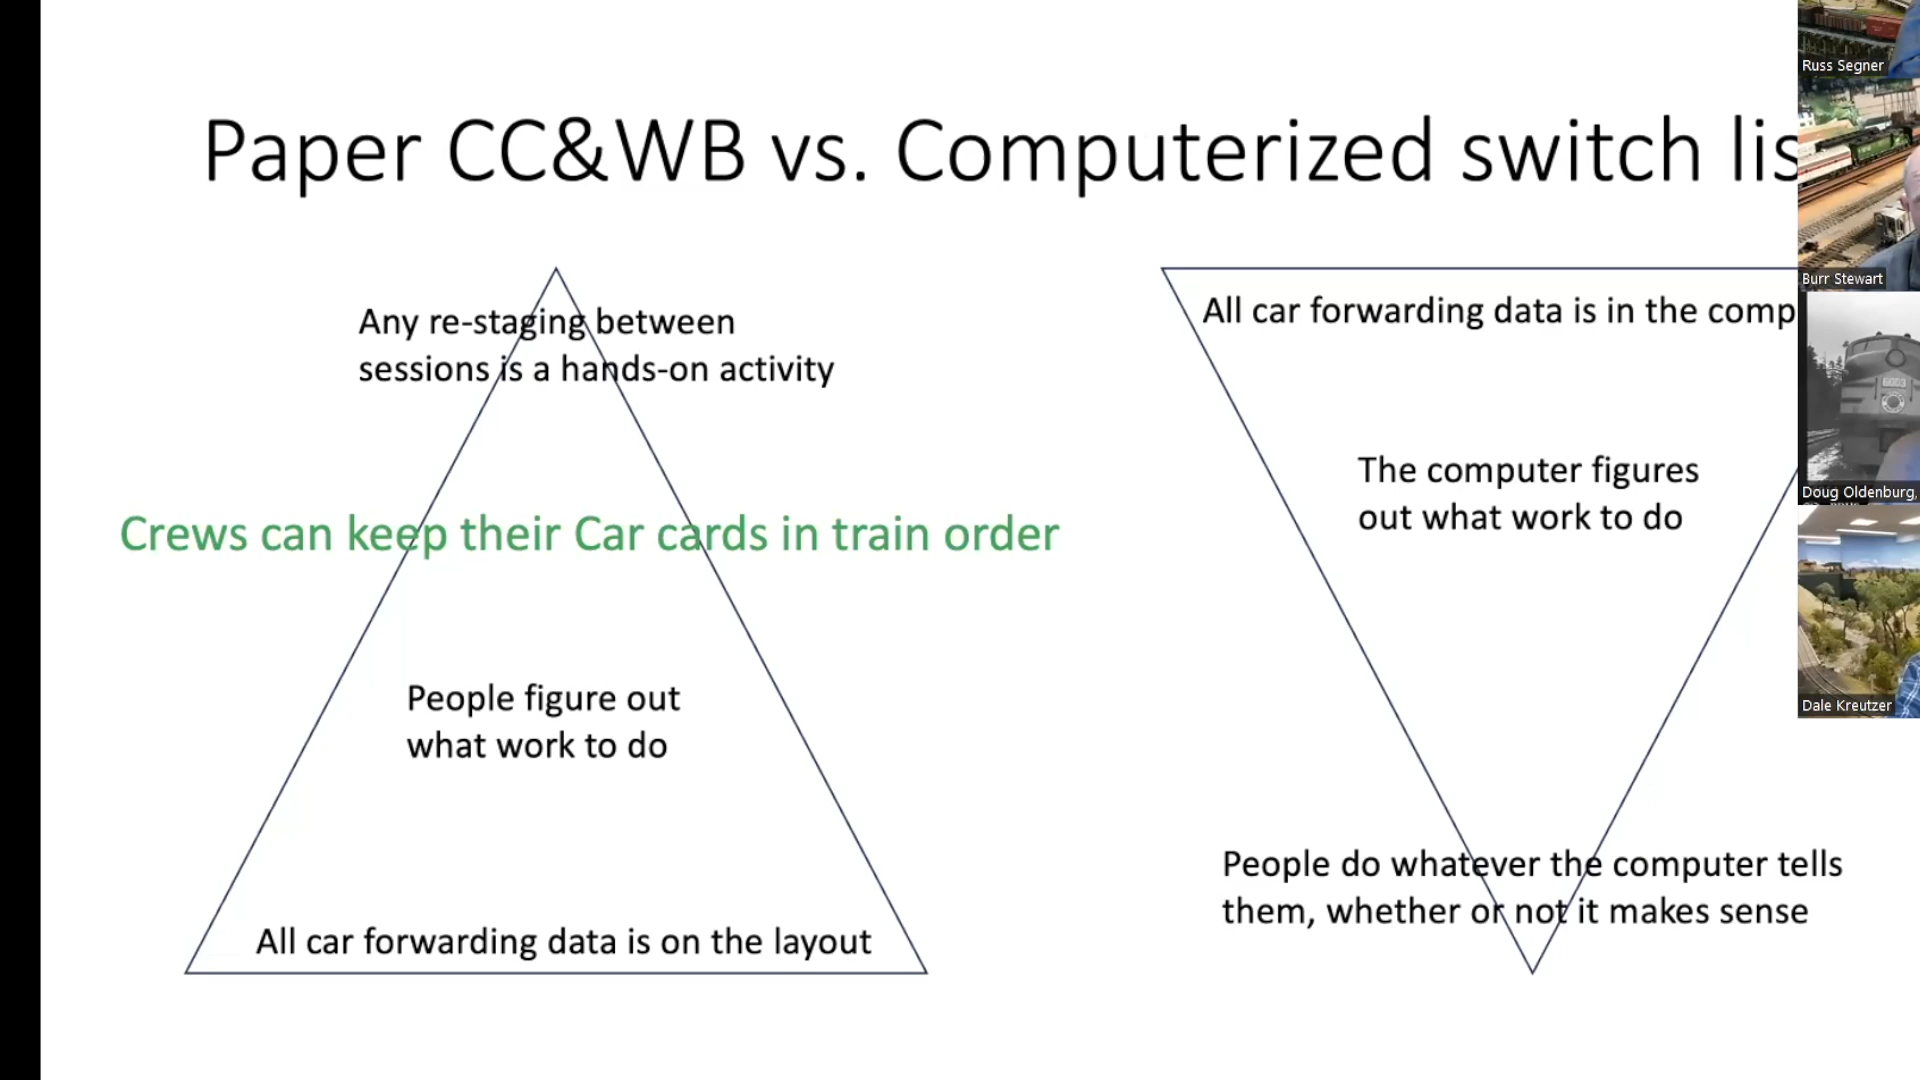 Paper CC&WB vs. Computerized switch lis
Any re-staging between
sessions is a hands-on activity
Crews can keep their Car cards in train order
People figure out
what work to do
All car forwarding data is on the layout
All car forwarding data is in the comp
The computer figures
out what work to do
People do whatever the computer tells
them, whether or not it makes sense
Russ Segner
Burr Stewart
Doug Oldenburg,
Dale Kreutzer